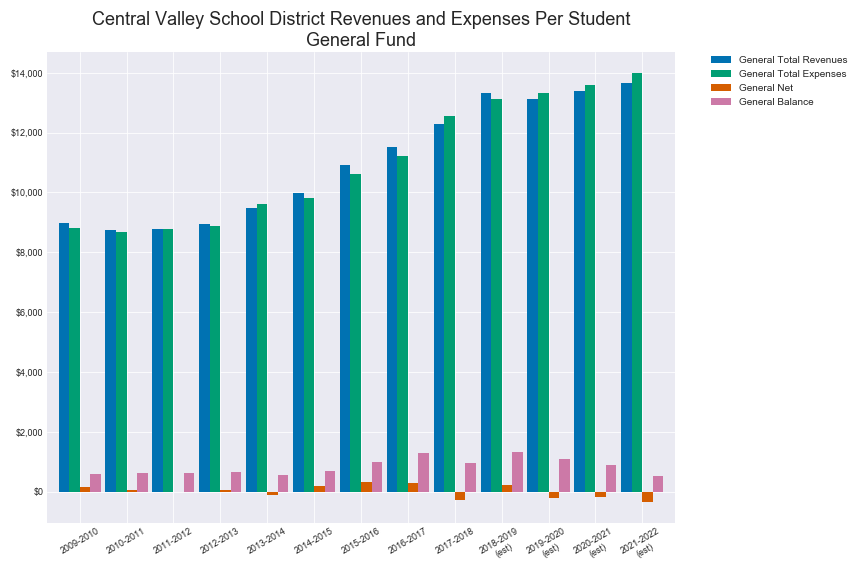 Central Valley School District Revenues and Expenses Per Student
General Fund
General Total Revenues
General Total Expenses
General Net
General Balance
$14,000
$12,000
$10,000
$8,000
$6,000
$4,000
$2,000
$0
2009-2010
2010-2011
2011-2012
2012-2013
2013-2014
2014-2015
2015-2016
2016-2017
2017-2018
2018-2019
(est)
2019-2020
(est)
2020-2021
(est)
2021-2022
(est)